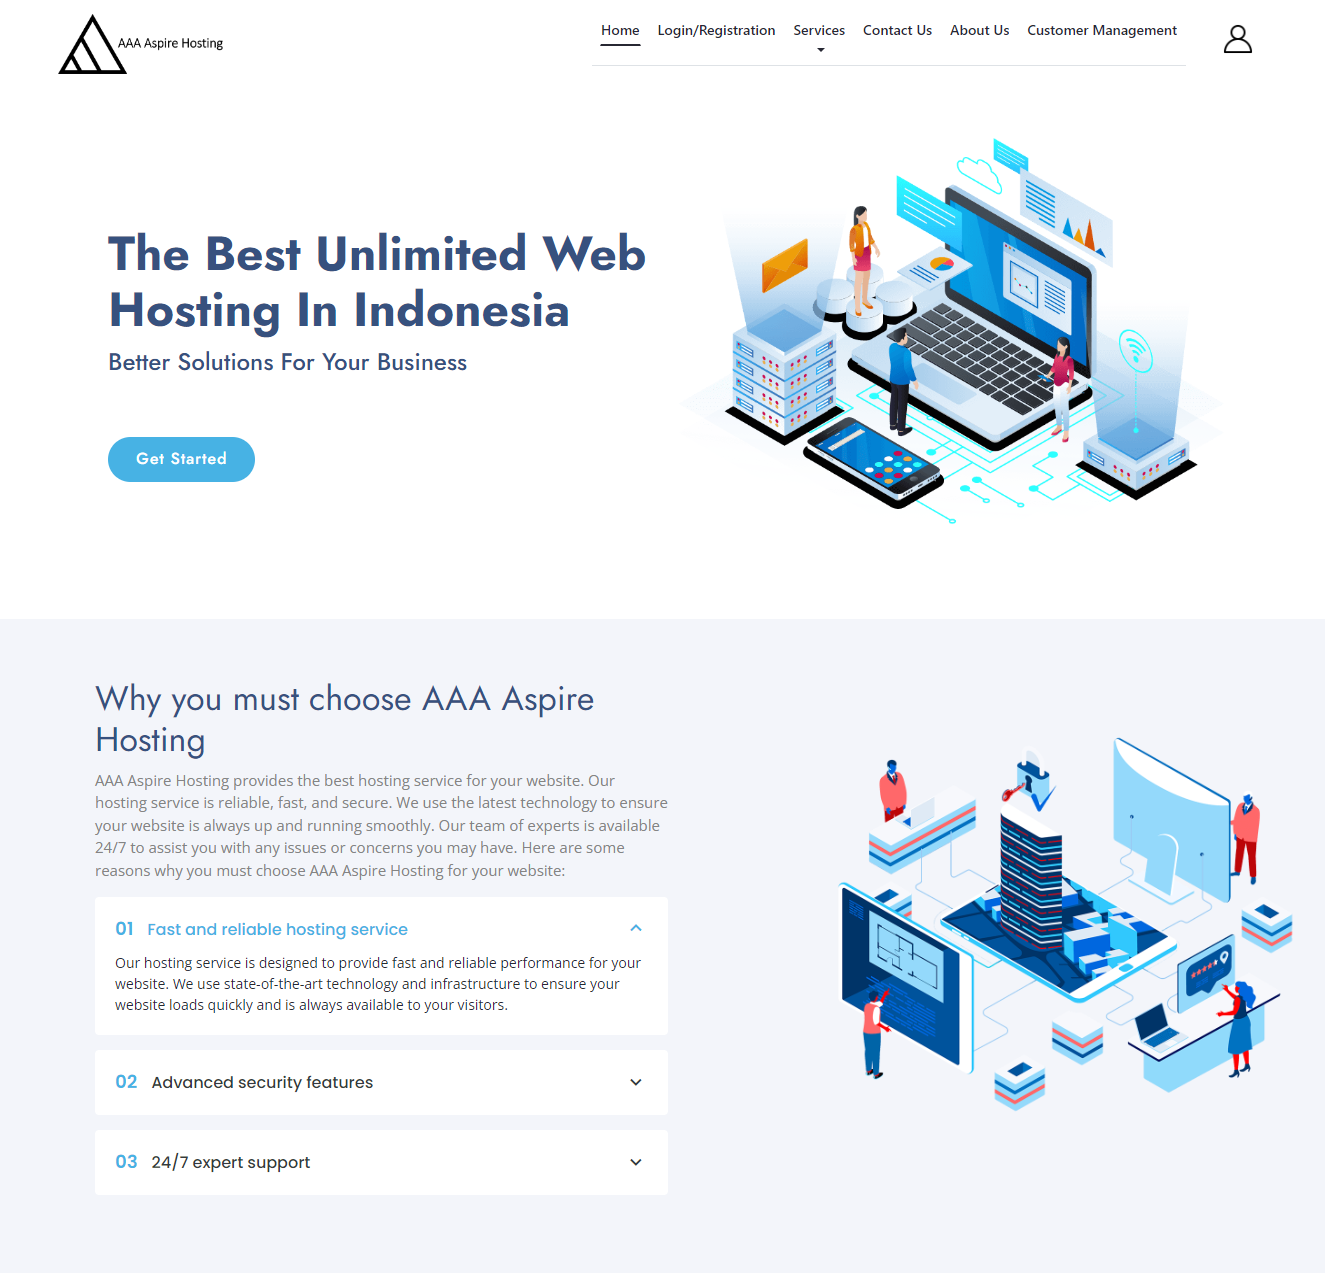 AAA Aspire Hosting
Home Login/Registration Services Contact Us About Us Customer Management
The Best Unlimited Web
Hosting In Indonesia
Better Solutions For Your Business
Get Started
Why you must choose AAA Aspire
Hosting
AAA Aspire Hosting provides the best hosting service for your website. Our
hosting service is reliable, fast, and secure. We use the latest technology to ensure
your website is always up and running smoothly. Our team of experts is available
24/7 to assist you with any issues or concerns you may have. Here are some
reasons why you must choose AAA Aspire Hosting for your website:
01 Fast and reliable hosting service
Our hosting service is designed to provide fast and reliable performance for your
website. We use state-of-the-art technology and infrastructure to ensure your
website loads quickly and is always available to your visitors.
02 Advanced security features
03 24/7 expert support